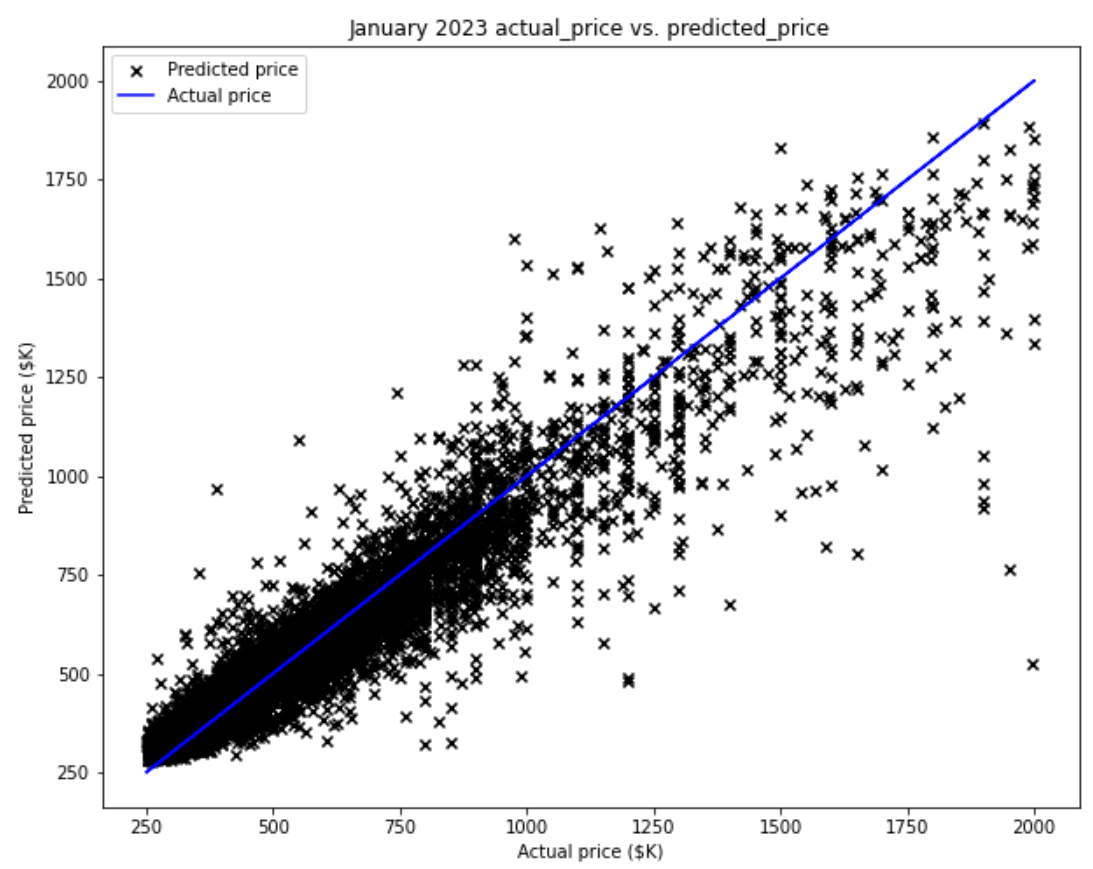 January 2023 actual_price vs. predicted_price
Predicted price
Actual price
2000
1750
1500
1250
1000
750
500
250
Predicted price ($K)
250 500 750 1000 1250 1500 1750 2000
Actual price ($K)